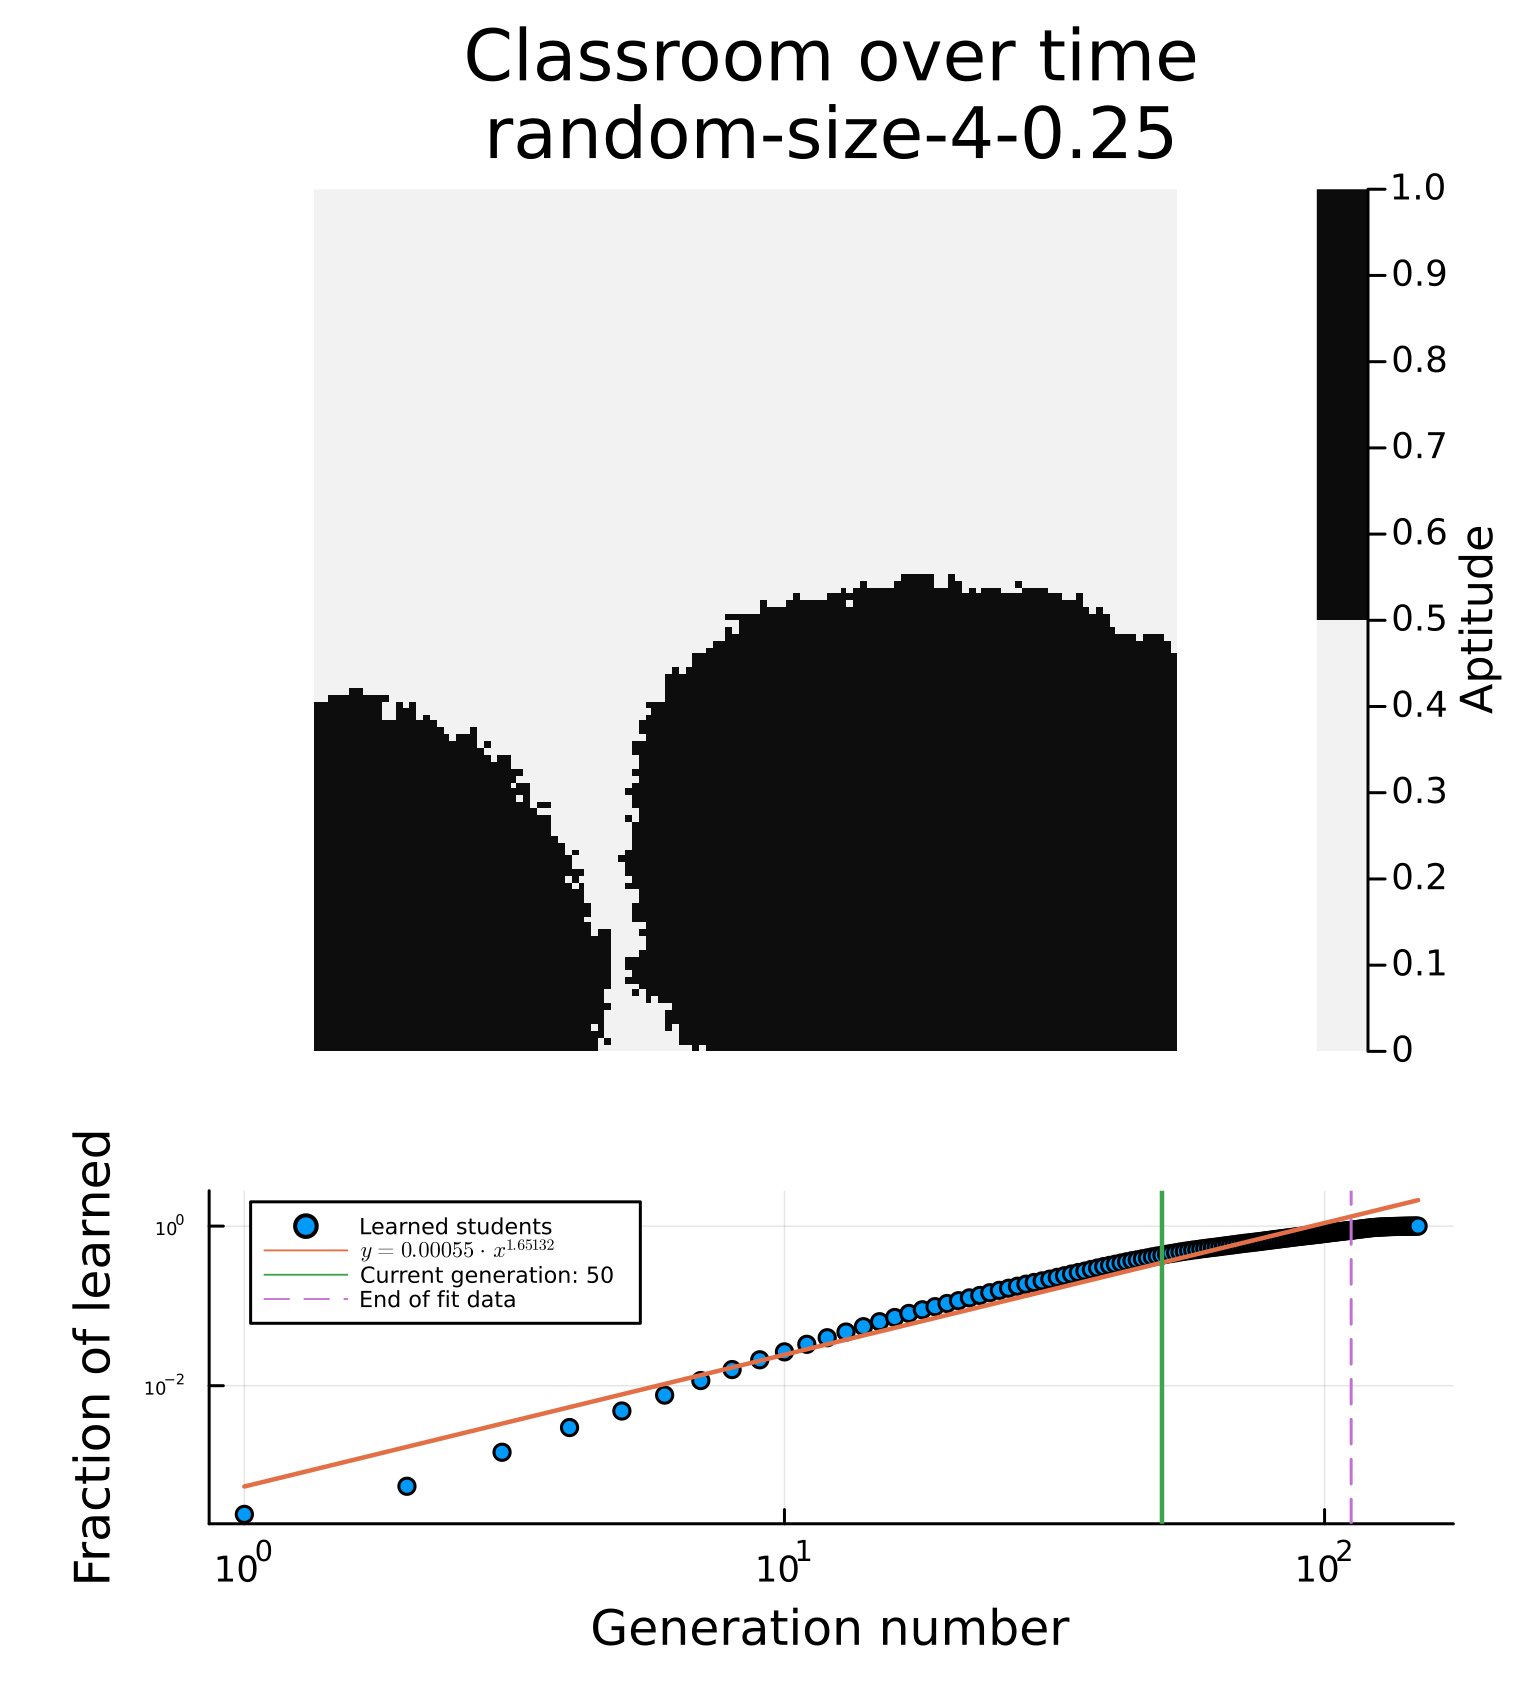 Classroom over time
random-size-4-0.25
1.0
0.9
0.8
0.7
0.6
0.5
0.4
0.3
0.2
0.1
0
Aptitude
Fraction of learned
10⁰
10⁻²
Learned students
y = 0.00055 · x^1.65132
Current generation: 50
End of fit data
10⁰ 10¹ 10²
Generation number